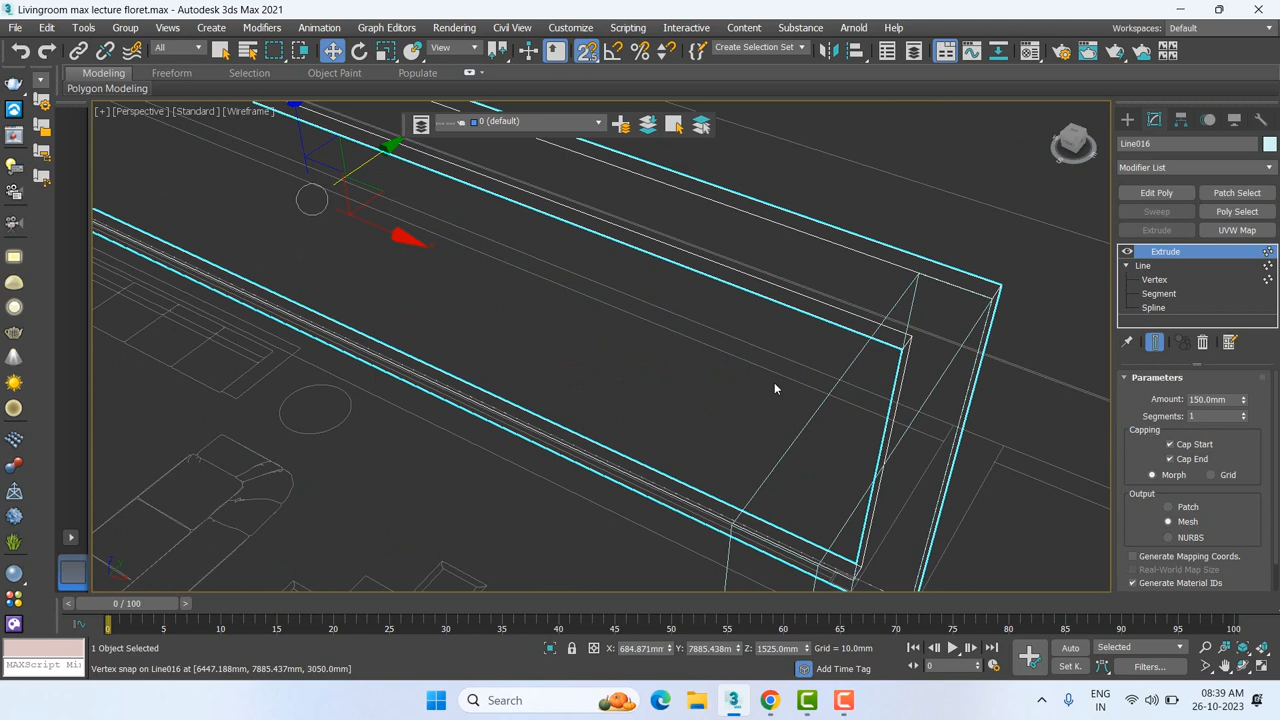 Livingroom max lecture floret.max - Autodesk 3ds Max 2021
File Edit Tools Group Views Create Modifiers Animation Graph Editors Rendering Civil View Customize Scripting Interactive Content Substance Arnold Help
Workspaces: Default
All View Create Selection Set
Modeling Freeform Selection Object Paint Populate
Polygon Modeling
[+] [Perspective] [Standard] [Wireframe]
0 (default)
Line016
Modifier List
Edit Poly Patch Select
Sweep Poly Select
Extrude UVW Map
Extrude
Line
Vertex
Segment
Spline
Parameters
Amount: 150.0mm
Segments: 1
Capping
Cap Start
Cap End
Morph Grid
Output
Patch
Mesh
NURBS
Generate Mapping Coords.
Real-World Map Size
Generate Material IDs
< 0 / 100 >
0 5 10 15 20 25 30 35 40 45 50 55 60 65 70 75 80 85 90 95 100
1 Object Selected
X: 684.871m Y: 7885.438m Z: 1525.0mm Grid = 10.0mm
Auto Selected
MAXScript Mi
Vertex snap on Line016 at [6447.188mm, 7885.437mm, 3050.0mm]
Add Time Tag
Set K. Filters...
0
Search
ENG
IN
08:39 AM
26-10-2023